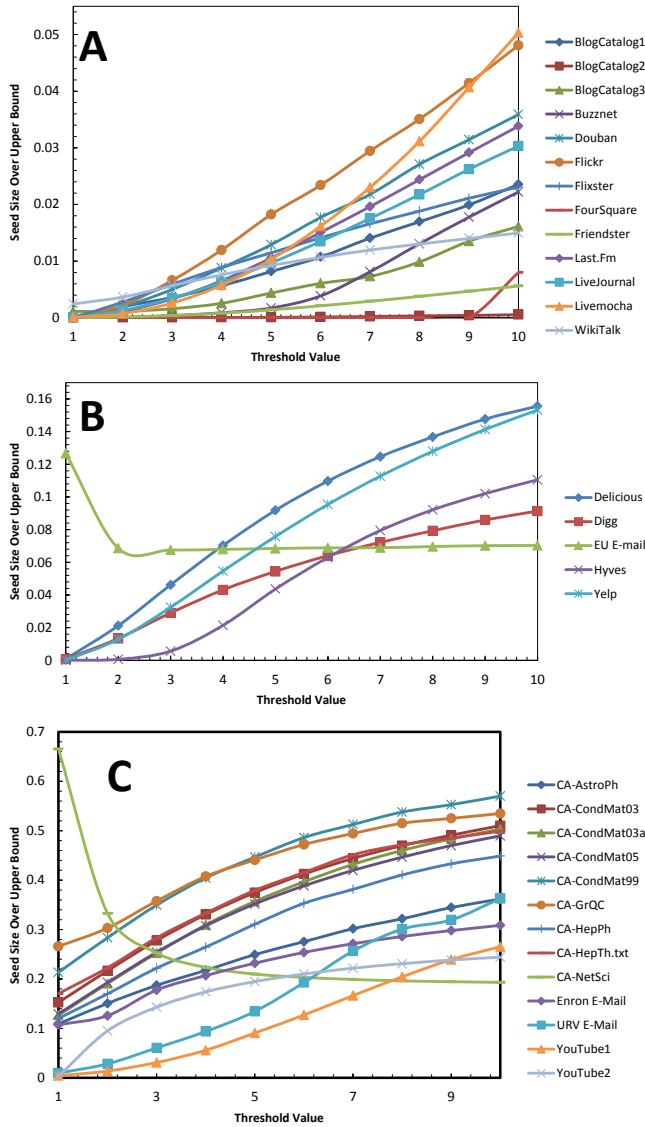 A
Seed Size Over Upper Bound
0.05
0.04
0.03
0.02
0.01
0
1 2 3 4 5 6 7 8 9 10
Threshold Value
BlogCatalog1
BlogCatalog2
BlogCatalog3
Buzznet
Douban
Flickr
Flixster
FourSquare
Friendster
Last.Fm
LiveJournal
Livemocha
WikiTalk
B
Seed Size Over Upper Bound
0.16
0.14
0.12
0.1
0.08
0.06
0.04
0.02
0
1 2 3 4 5 6 7 8 9 10
Threshold Value
Delicious
Digg
EU E-mail
Hyves
Yelp
C
Seed Size Over Upper Bound
0.7
0.6
0.5
0.4
0.3
0.2
0.1
0
1 3 5 7 9
Threshold Value
CA-AstroPh
CA-CondMat03
CA-CondMat03a
CA-CondMat05
CA-CondMat99
CA-GrQC
CA-HepPh
CA-HepTh.txt
CA-NetSci
Enron E-Mail
URV E-Mail
YouTube1
YouTube2